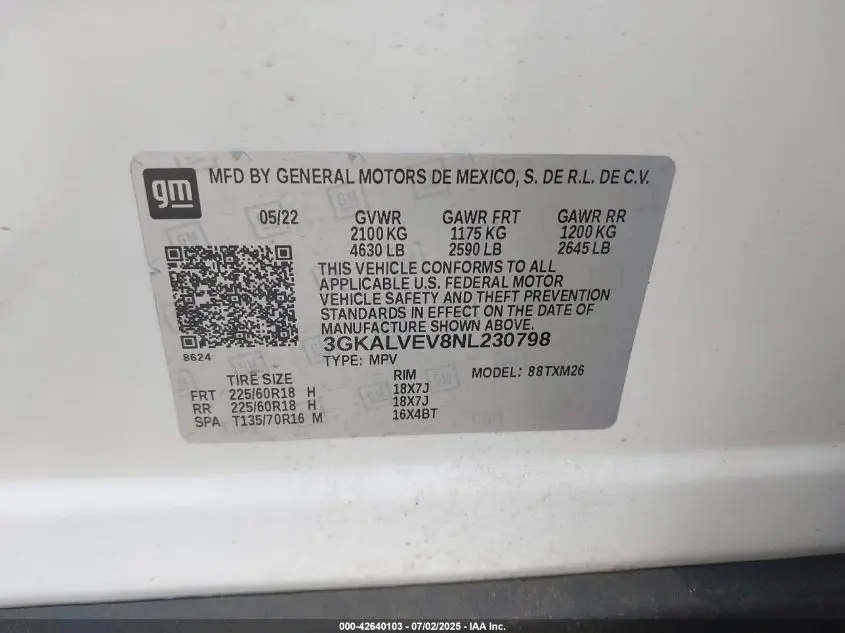 gm
MFD BY GENERAL MOTORS DE MEXICO, S. DE R.L. DE C.V.
05/22 GVWR GAWR FRT GAWR RR
2100 KG 1175 KG 1200 KG
4630 LB 2590 LB 2645 LB
THIS VEHICLE CONFORMS TO ALL
APPLICABLE U.S. FEDERAL MOTOR
VEHICLE SAFETY AND THEFT PREVENTION
STANDARDS IN EFFECT ON THE DATE OF
MANUFACTURE SHOWN ABOVE.
8624
3GKALVEV8NL230798
TYPE: MPV
TIRE SIZE RIM MODEL: 88TXM26
FRT 225/60R18 H 18X7J
RR 225/60R18 H 18X7J
SPA T135/70R16 M 16X4BT
000-42640103 - 07/02/2025 - IAA Inc.